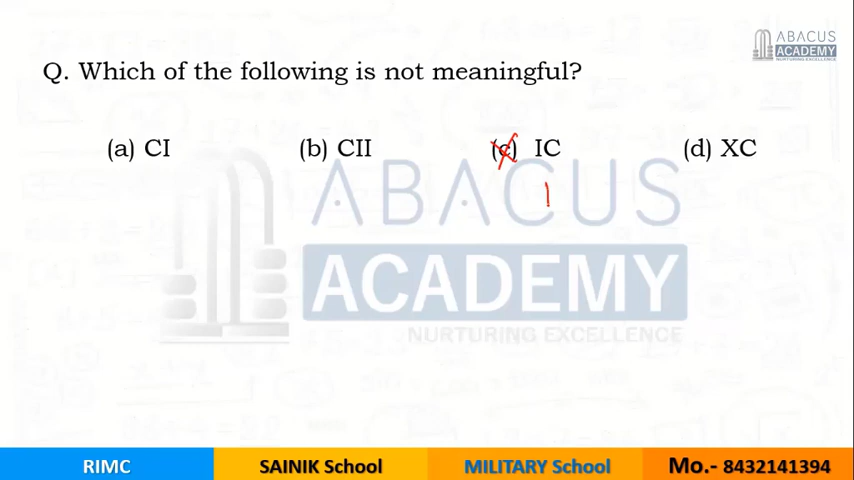 ABACUS
ACADEMY
NURTURING EXCELLENCE
Q. Which of the following is not meaningful?
(a) CI (b) CII (c) IC (d) XC
I
ABACUS
ACADEMY
NURTURING EXCELLENCE
RIMC SAINIK School MILITARY School Mo.- 8432141394